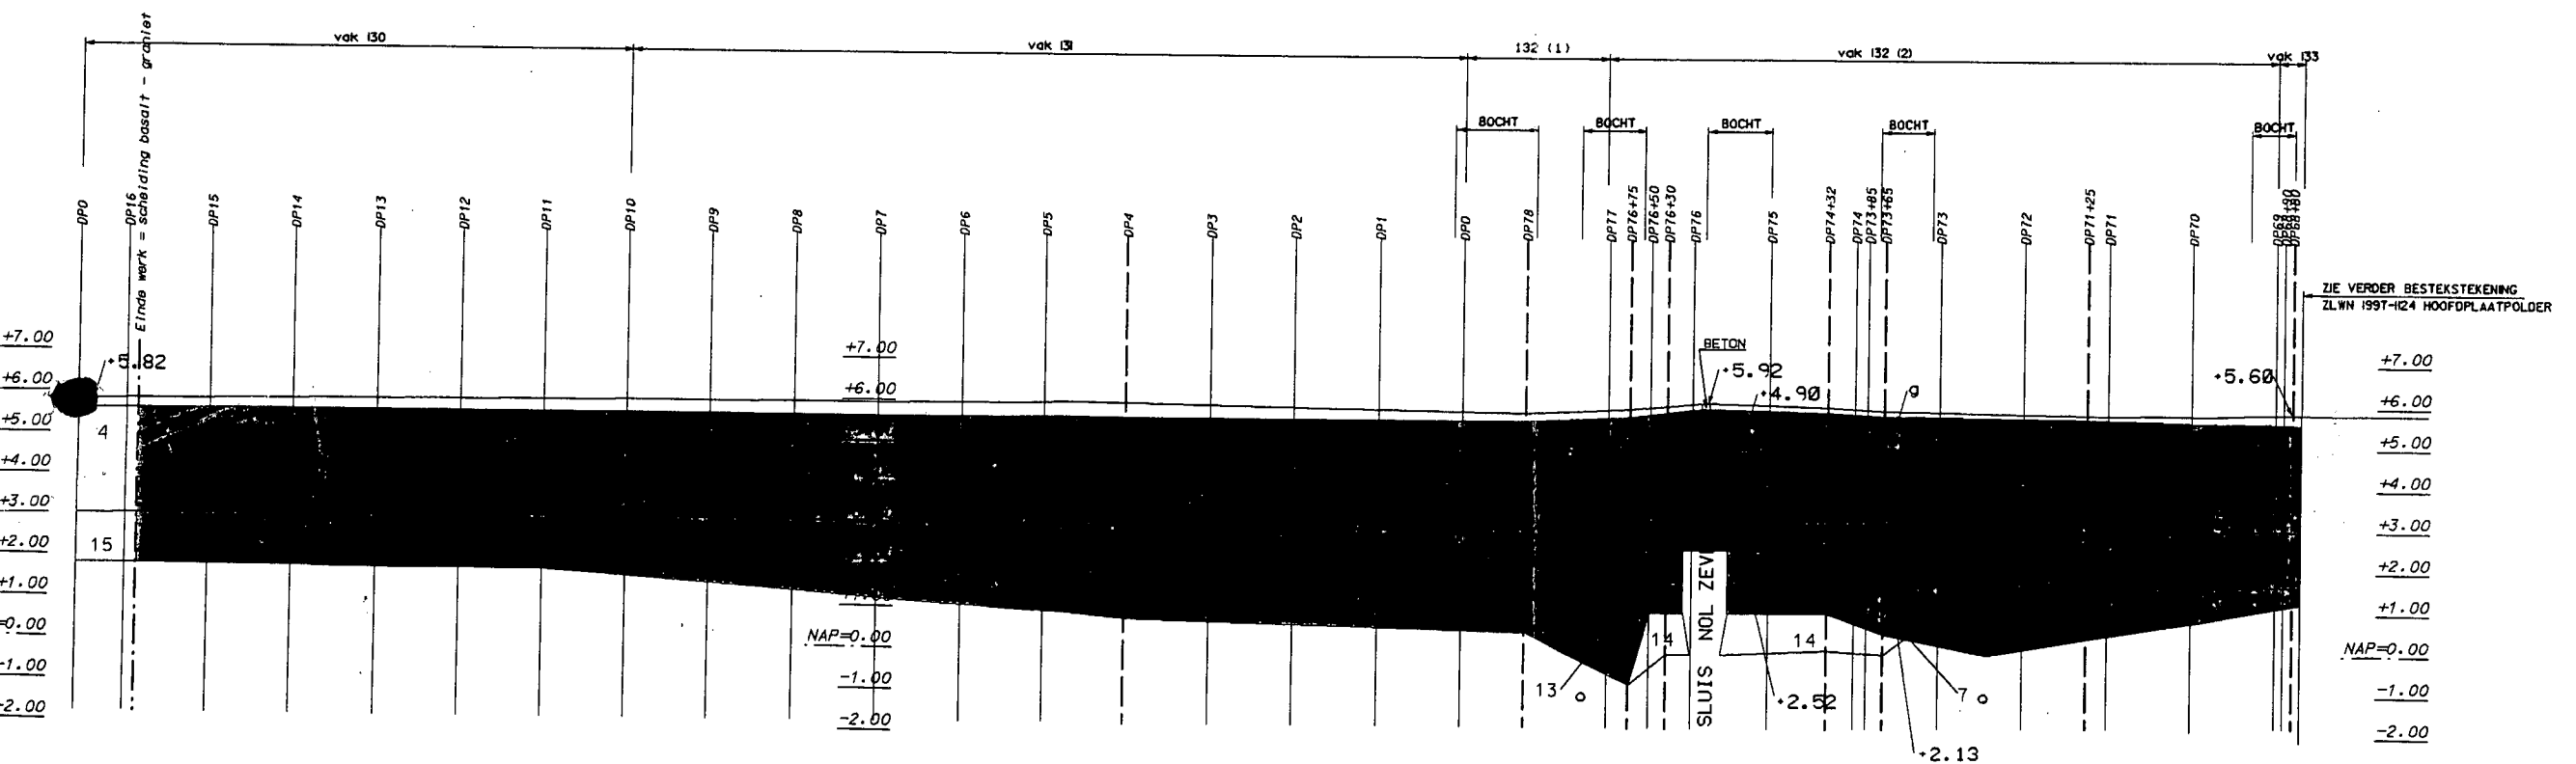 vak 130
vak 131
132 (1)
vak 132 (2)
vak 133
BOCHT
BOCHT
BOCHT
BOCHT
BOCHT
DP0
DP16
Einde werk = scheiding basalt - graniet
DP15
DP14
DP13
DP12
DP11
DP10
DP9
DP8
DP7
DP6
DP5
DP4
DP3
DP2
DP1
DP0
DP78
DP77
DP76+75
DP76+50
DP76+30
DP76
DP75
DP74+32
DP74
DP73+85
DP73+65
DP73
DP72
DP71+25
DP71
DP70
DP69
DP68+90
DP68+80
ZIE VERDER BESTEKSTEKENING
ZLWN 1997-1124 HOOFDPLAATPOLDER
+7.00
+6.00
+5.00
+4.00
+3.00
+2.00
+1.00
=0.00
-1.00
-2.00
+5.82
4
15
+7.00
+6.00
NAP=0.00
-1.00
-2.00
BETON
+5.92
+4.90
9
+5.60
SLUIS NOL ZEV
14
14
13
+2.52
7
+2.13
+7.00
+6.00
+5.00
+4.00
+3.00
+2.00
+1.00
NAP=0.00
-1.00
-2.00